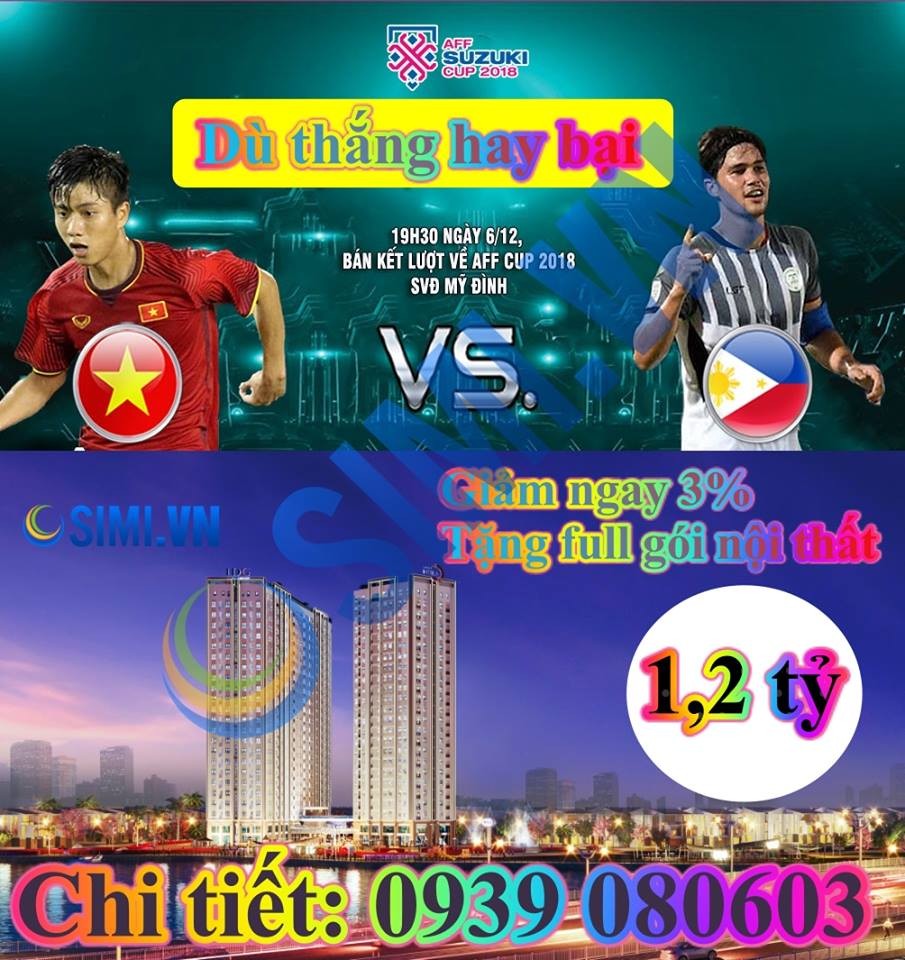 AFF
SUZUKI
CUP 2018
Dù thắng hay bại
19H30 NGÀY 6/12,
BÁN KẾT LƯỢT VỀ AFF CUP 2018
SVĐ MỸ ĐÌNH
VS.
SIMI.VN
SIMI.VN
Giảm ngay 3%
Tặng full gói nội thất
1,2 tỷ
Chi tiết: 0939 080603